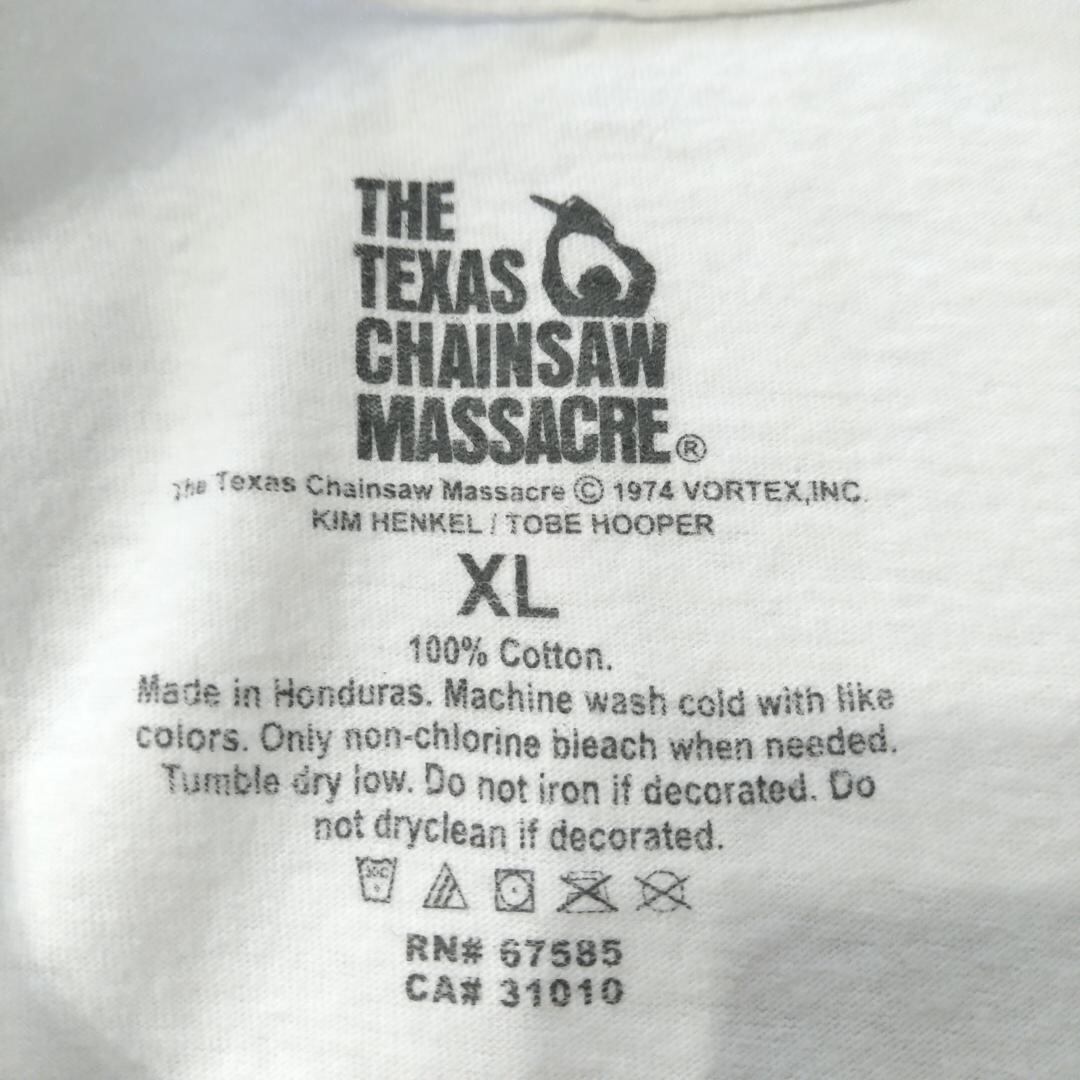 THE
TEXAS
CHAINSAW
MASSACRE®
The Texas Chainsaw Massacre © 1974 VORTEX,INC.
KIM HENKEL / TOBE HOOPER
XL
100% Cotton.
Made in Honduras. Machine wash cold with like
colors. Only non-chlorine bleach when needed.
Tumble dry low. Do not iron if decorated. Do
not dryclean if decorated.
30C
RN# 67585
CA# 31010